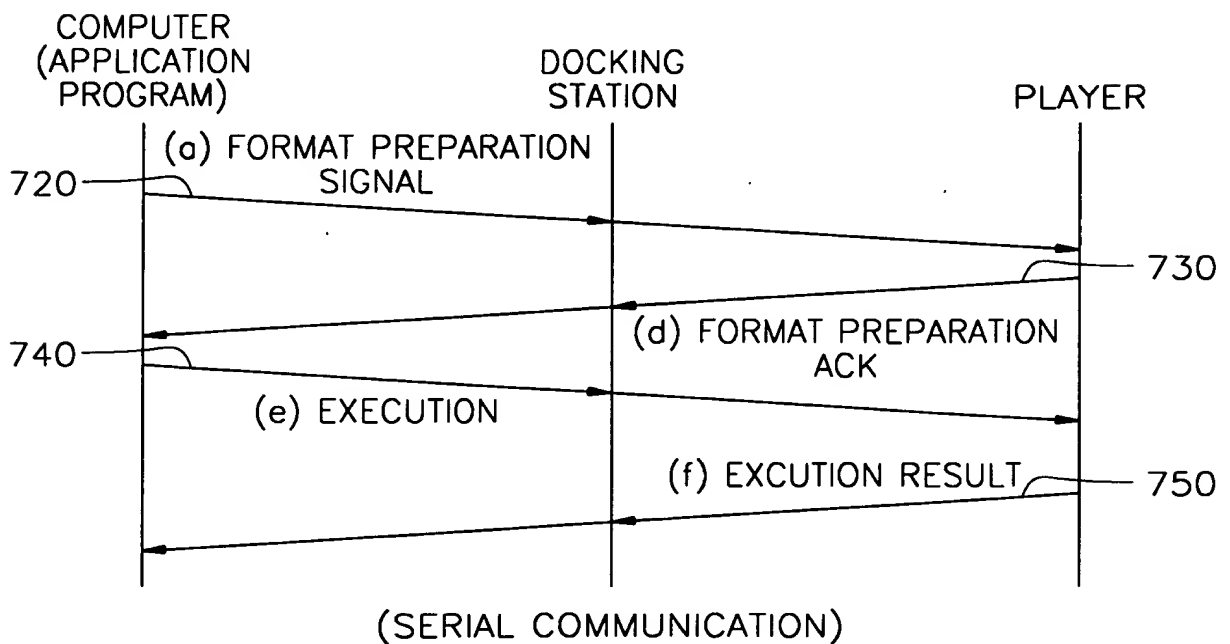 COMPUTER
(APPLICATION
PROGRAM)
DOCKING
STATION
PLAYER
(a) FORMAT PREPARATION
SIGNAL
720
730
(d) FORMAT PREPARATION
ACK
740
(e) EXECUTION
(f) EXCUTION RESULT
750
(SERIAL COMMUNICATION)